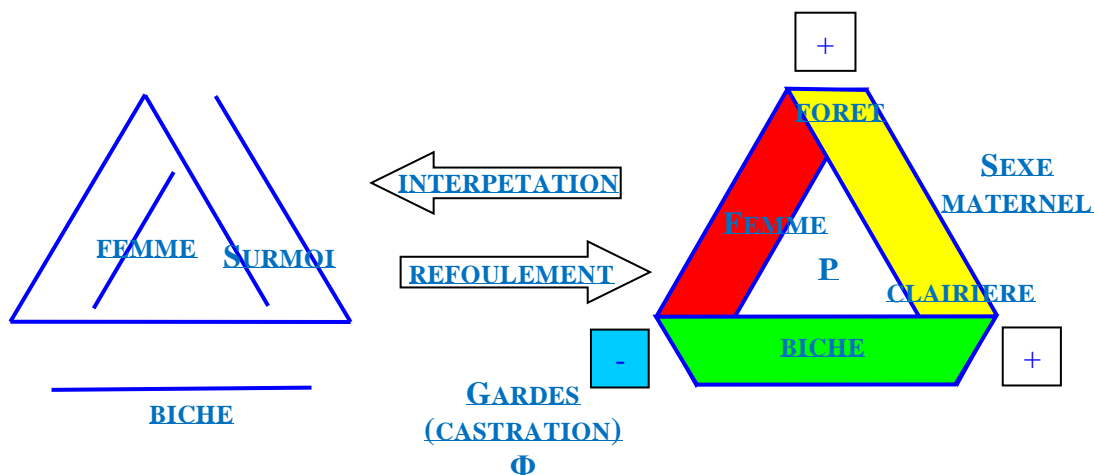 FEMME
SURMOI
BICHE
INTERPETATION
REFOULEMENT
GARDES
(CASTRATION)
Φ
+
FORET
FEMME
P
SEXE
MATERNEL
CLAIRIERE
BICHE
-
+